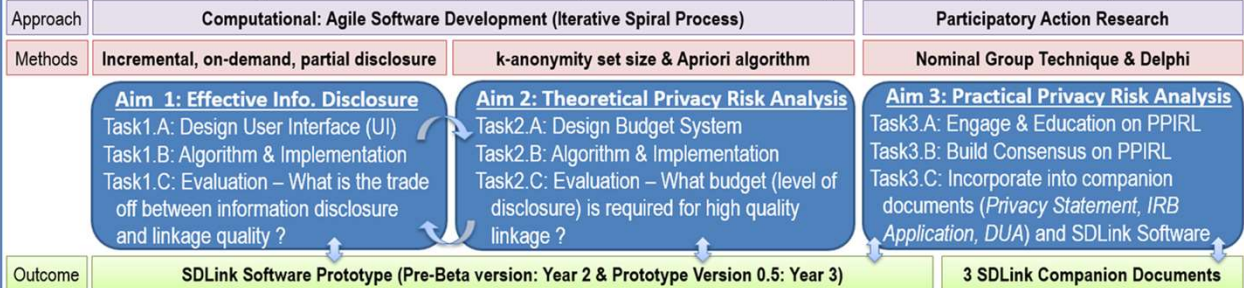 Approach
Computational: Agile Software Development (Iterative Spiral Process)
Participatory Action Research
Methods
Incremental, on-demand, partial disclosure
k-anonymity set size & Apriori algorithm
Nominal Group Technique & Delphi
Aim 1: Effective Info. Disclosure
Task1.A: Design User Interface (UI)
Task1.B: Algorithm & Implementation
Task1.C: Evaluation – What is the trade
off between information disclosure
and linkage quality ?
Aim 2: Theoretical Privacy Risk Analysis
Task2.A: Design Budget System
Task2.B: Algorithm & Implementation
Task2.C: Evaluation – What budget (level of
disclosure) is required for high quality
linkage ?
Aim 3: Practical Privacy Risk Analysis
Task3.A: Engage & Education on PPIRL
Task3.B: Build Consensus on PPIRL
Task3.C: Incorporate into companion
documents (Privacy Statement, IRB
Application, DUA) and SDLink Software
Outcome
SDLink Software Prototype (Pre-Beta version: Year 2 & Prototype Version 0.5: Year 3)
3 SDLink Companion Documents